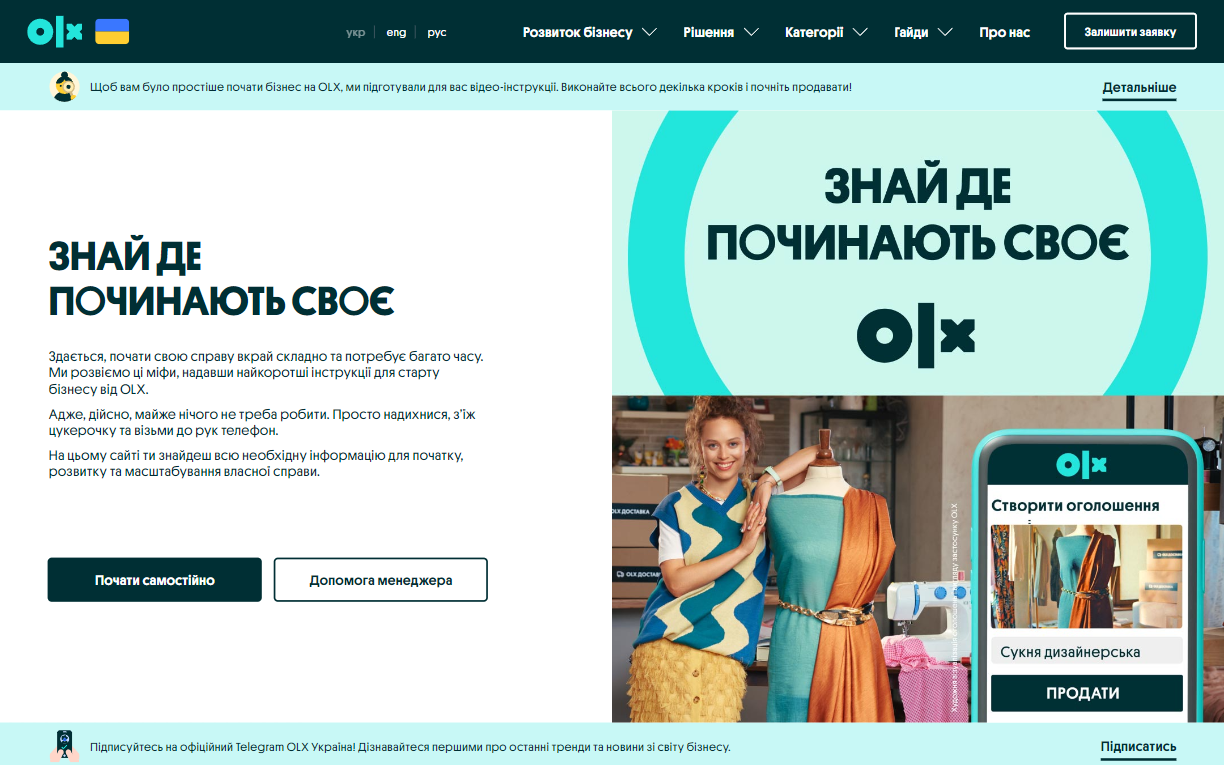 olx
укр eng рус
Розвиток бізнесу Рішення Категорії Гайди Про нас Залишити заявку
Щоб вам було простіше почати бізнес на OLX, ми підготували для вас відео-інструкції. Виконайте всього декілька кроків і почніть продавати! Детальніше
ЗНАЙ ДЕ
ПОЧИНАЮТЬ СВОЄ
Здається, почати свою справу вкрай складно та потребує багато часу.
Ми розвіємо ці міфи, надавши найкоротші інструкції для старту
бізнесу від OLX.
Адже, дійсно, майже нічого не треба робити. Просто надихнися, з’їж
цукерочку та візьми до рук телефон.
На цьому сайті ти знайдеш всю необхідну інформацію для початку,
розвитку та масштабування власної справи.
Почати самостійно Допомога менеджера
ЗНАЙ ДЕ
ПОЧИНАЮТЬ СВОЄ
olx
OLX ДОСТАВКА
OLX ДОСТАВ
olx
Створити оголошення
Сукня дизайнерська
ПРОДАТИ
Підписуйтесь на офіційний Telegram OLX Україна! Дізнавайтеся першими про останні тренди та новини зі світу бізнесу. Підписатись